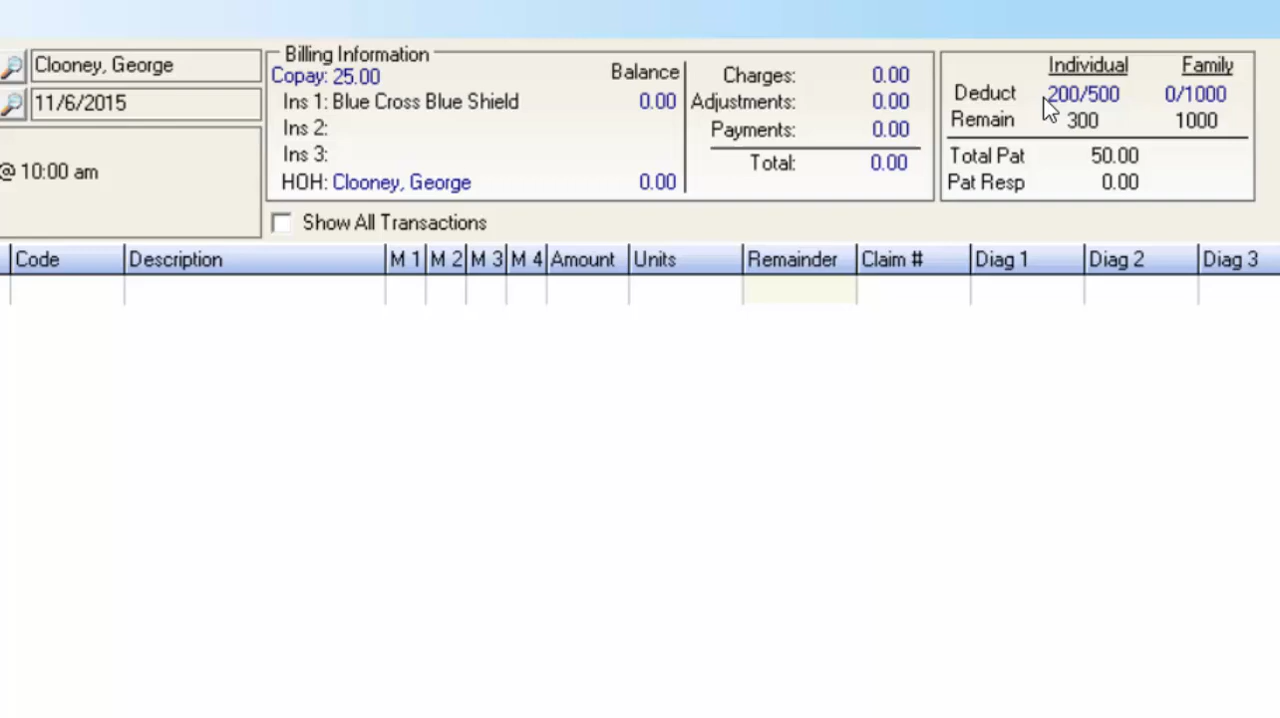 Clooney, George
11/6/2015
@ 10:00 am
Billing Information
Copay: 25.00 Balance
Ins 1: Blue Cross Blue Shield 0.00
Ins 2:
Ins 3:
HOH: Clooney, George 0.00
Charges: 0.00
Adjustments: 0.00
Payments: 0.00
Total: 0.00
Individual Family
Deduct 200/500 0/1000
Remain 300 1000
Total Pat 50.00
Pat Resp 0.00
Show All Transactions
Code Description M 1 M 2 M 3 M 4 Amount Units Remainder Claim # Diag 1 Diag 2 Diag 3